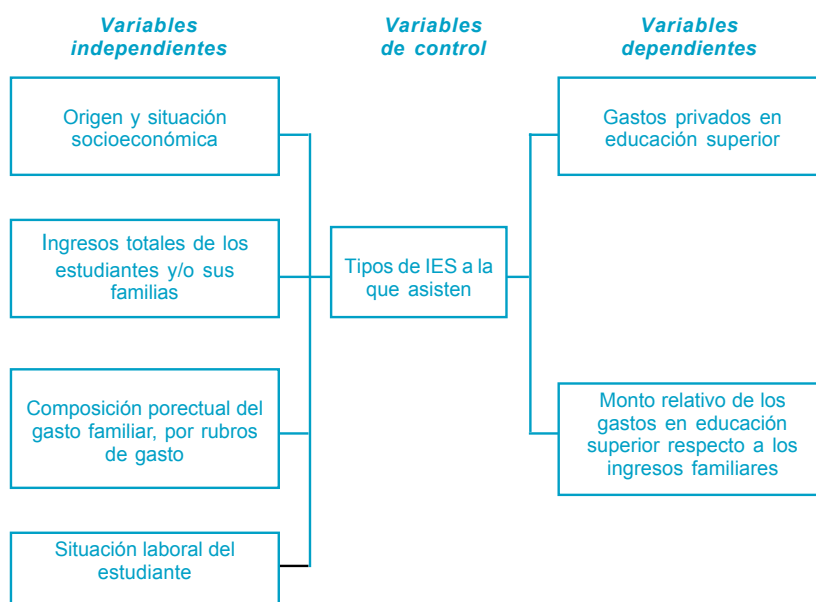 Variables
independientes
Variables
de control
Variables
dependientes
Origen y situación
socioeconómica
Ingresos totales de los
estudiantes y/o sus
familias
Composición porectual del
gasto familiar, por rubros
de gasto
Situación laboral del
estudiante
Tipos de IES a la
que asisten
Gastos privados en
educación superior
Monto relativo de los
gastos en educación
superior respecto a los
ingresos familiares